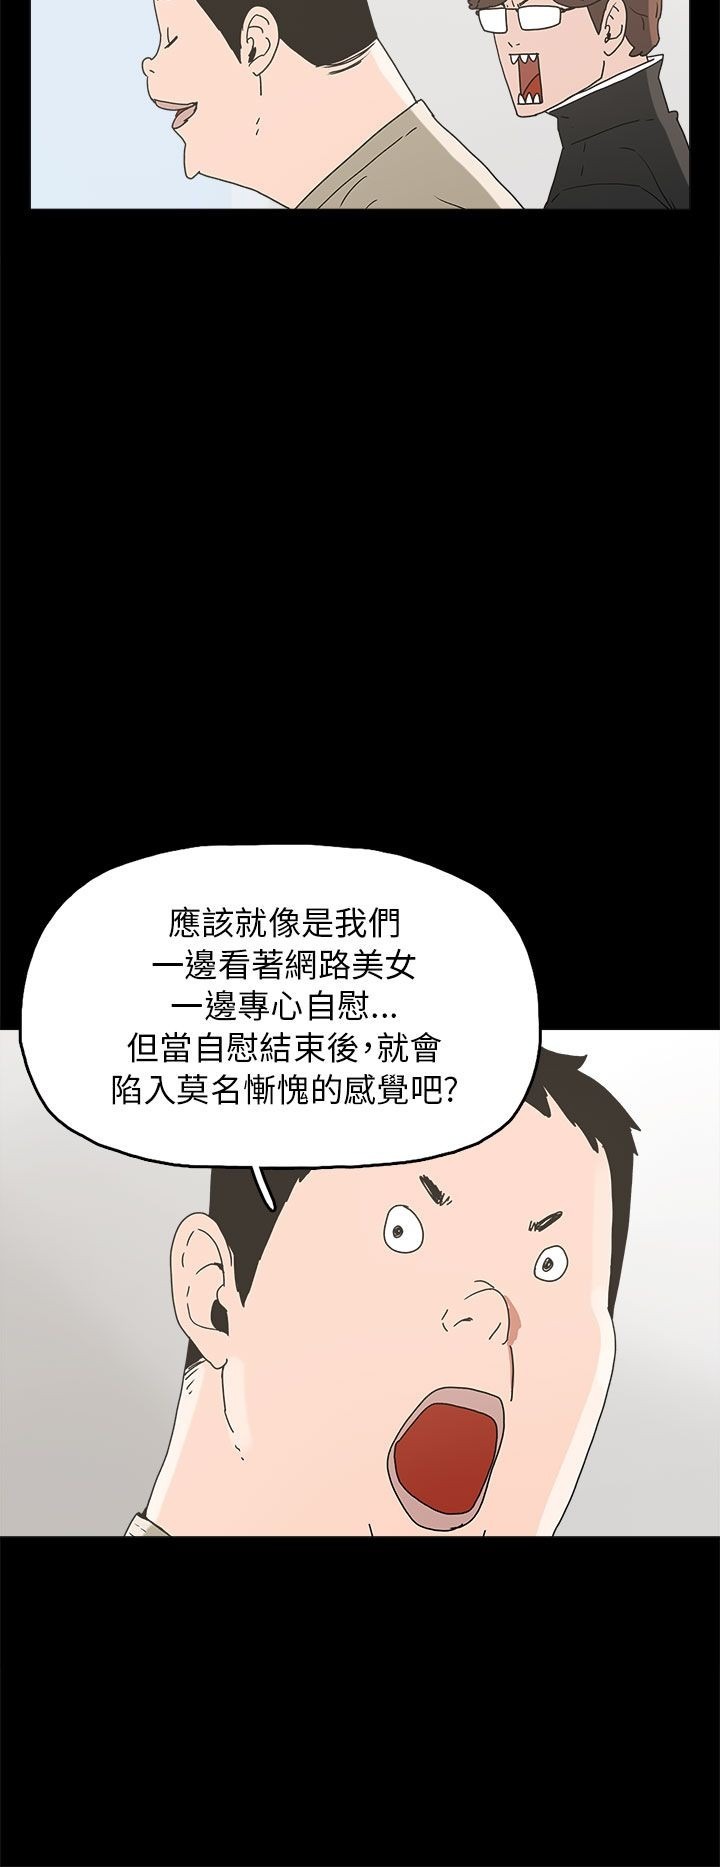 應該就像是我們
一邊看著網路美女
一邊專心自慰...
但當自慰結束後,就會
陷入莫名慚愧的感覺吧?